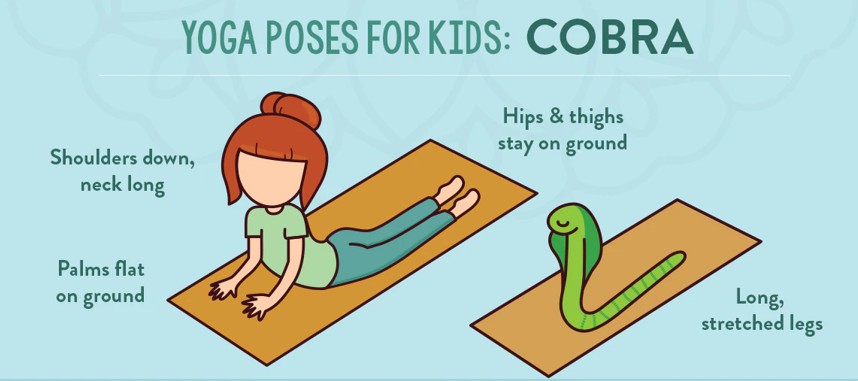 YOGA POSES FOR KIDS: COBRA
Hips & thighs
stay on ground
Shoulders down,
neck long
Palms flat
on ground
Long,
stretched legs